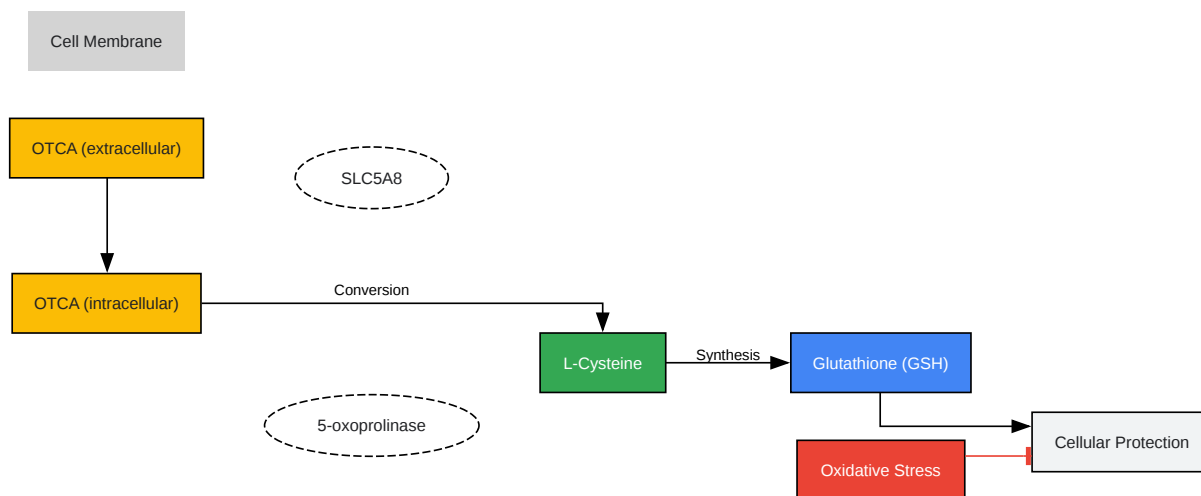 Cell Membrane
OTCA (extracellular)
SLC5A8
OTCA (intracellular)
Conversion
L-Cysteine
Synthesis
Glutathione (GSH)
5-oxoprolinase
Cellular Protection
Oxidative Stress